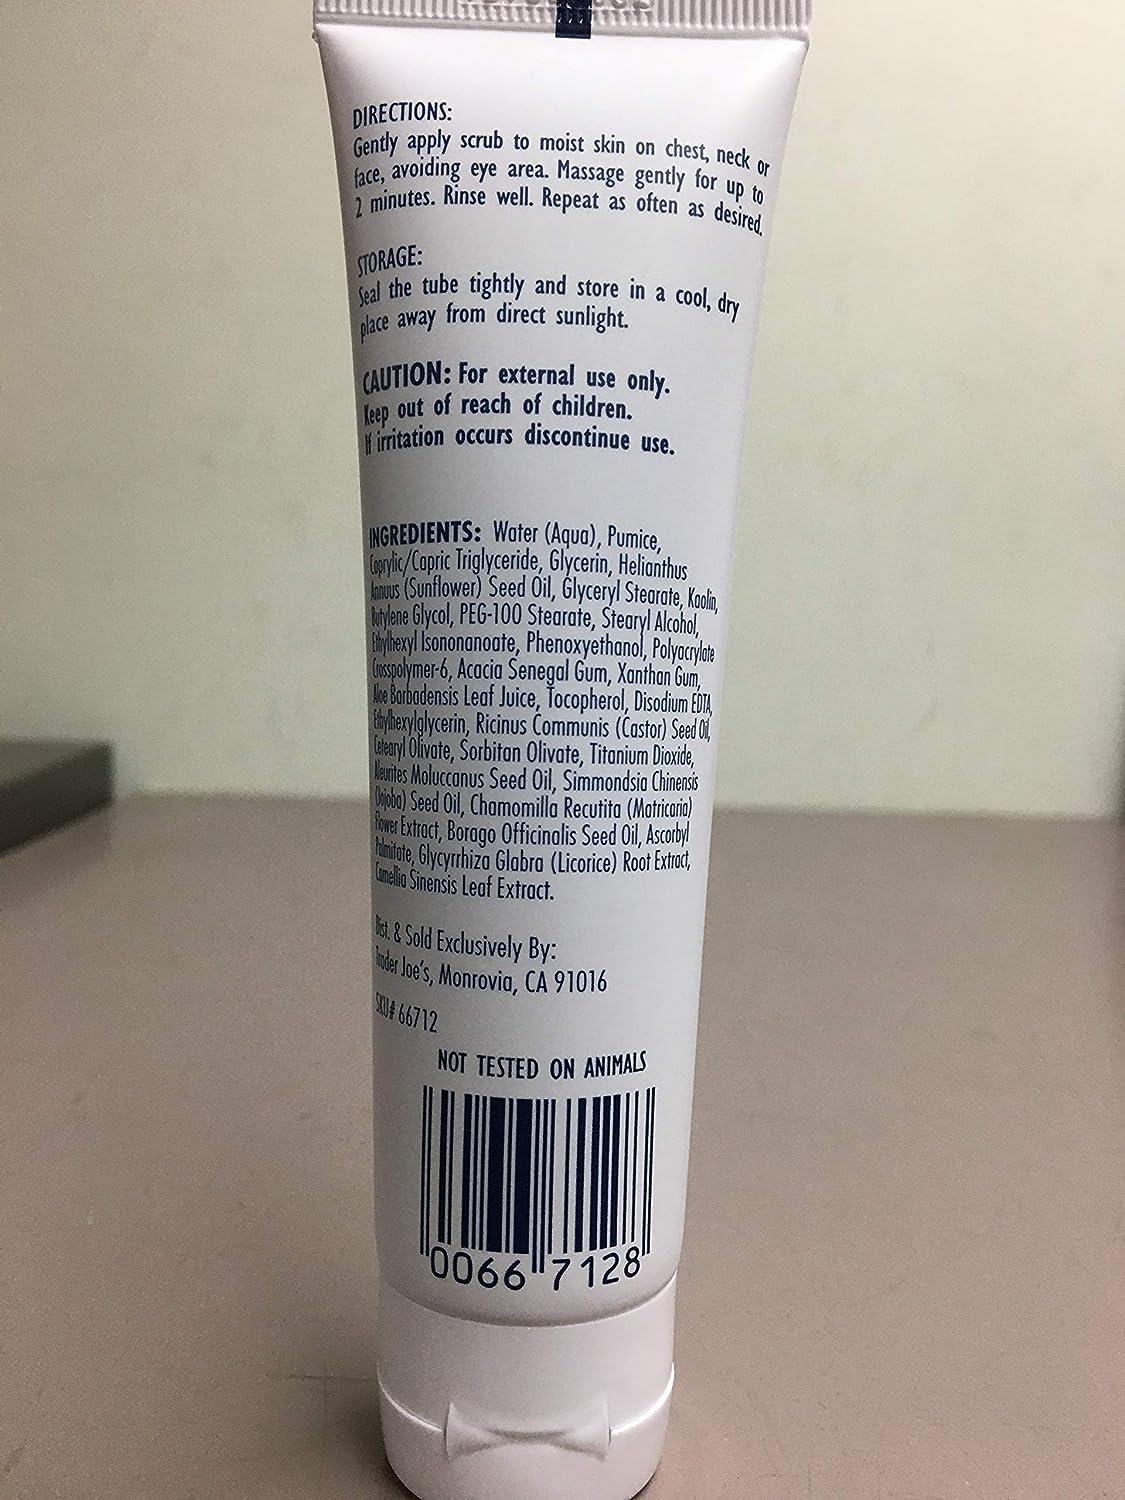 DIRECTIONS:
Gently apply scrub to moist skin on chest, neck or
face, avoiding eye area. Massage gently for up to
2 minutes. Rinse well. Repeat as often as desired.
STORAGE:
Seal the tube tightly and store in a cool, dry
place away from direct sunlight.
CAUTION: For external use only.
Keep out of reach of children.
If irritation occurs discontinue use.
INGREDIENTS: Water (Aqua), Pumice,
Caprylic/Capric Triglyceride, Glycerin, Helianthus
Annuus (Sunflower) Seed Oil, Glyceryl Stearate, Kaolin,
Butylene Glycol, PEG-100 Stearate, Stearyl Alcohol,
Ethylhexyl Isononanoate, Phenoxyethanol, Polyacrylate
Crosspolymer-6, Acacia Senegal Gum, Xanthan Gum,
Aloe Barbadensis Leaf Juice, Tocopherol, Disodium EDTA,
Ethylhexylglycerin, Ricinus Communis (Castor) Seed Oil,
Cetearyl Olivate, Sorbitan Olivate, Titanium Dioxide,
Aleurites Moluccanus Seed Oil, Simmondsia Chinensis
(Jojoba) Seed Oil, Chamomilla Recutita (Matricaria)
Flower Extract, Borago Officinalis Seed Oil, Ascorbyl
Palmitate, Glycyrrhiza Glabra (Licorice) Root Extract,
Camellia Sinensis Leaf Extract.
Dist. & Sold Exclusively By:
Trader Joe's, Monrovia, CA 91016
SKU# 66712
NOT TESTED ON ANIMALS
0066 7128